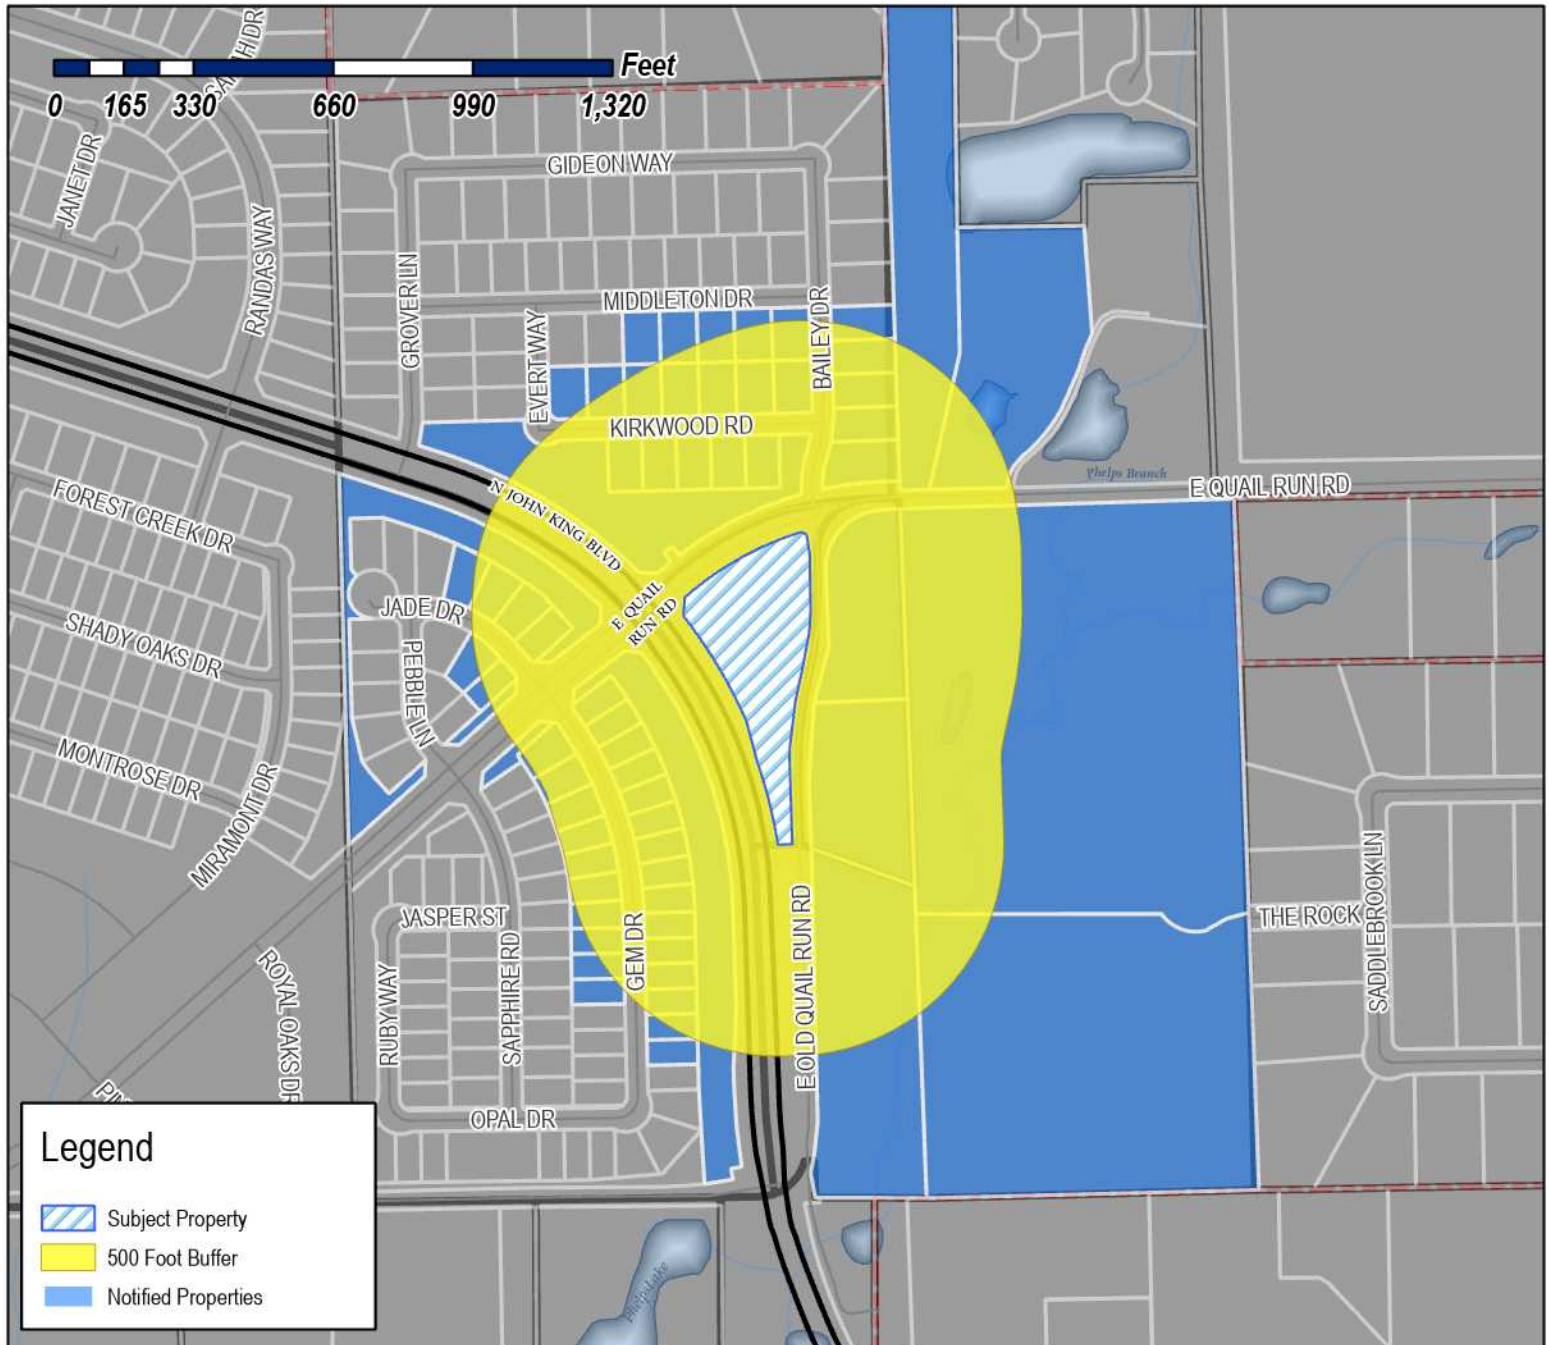 SARAH DR
Feet
0 165 330 660 990 1,320
JANET DR
GIDEON WAY
RANDAS WAY
GROVER LN
MIDDLETON DR
BAILEY DR
EVERT WAY
KIRKWOOD RD
Phelps Branch
E QUAIL RUN RD
N JOHN KING BLVD
FOREST CREEK DR
JADE DR
E QUAIL
RUN RD
SHADY OAKS DR
PEBBLE LN
MONTROSE DR
MIRAMONT DR
SADDLEBROOK LN
JASPER ST
THE ROCK
GEM DR
E OLD QUAIL RUN RD
RUBY WAY
SAPPHIRE RD
ROYAL OAKS DR
OPAL DR
Legend
Subject Property
500 Foot Buffer
Notified Properties
Phelps Lake